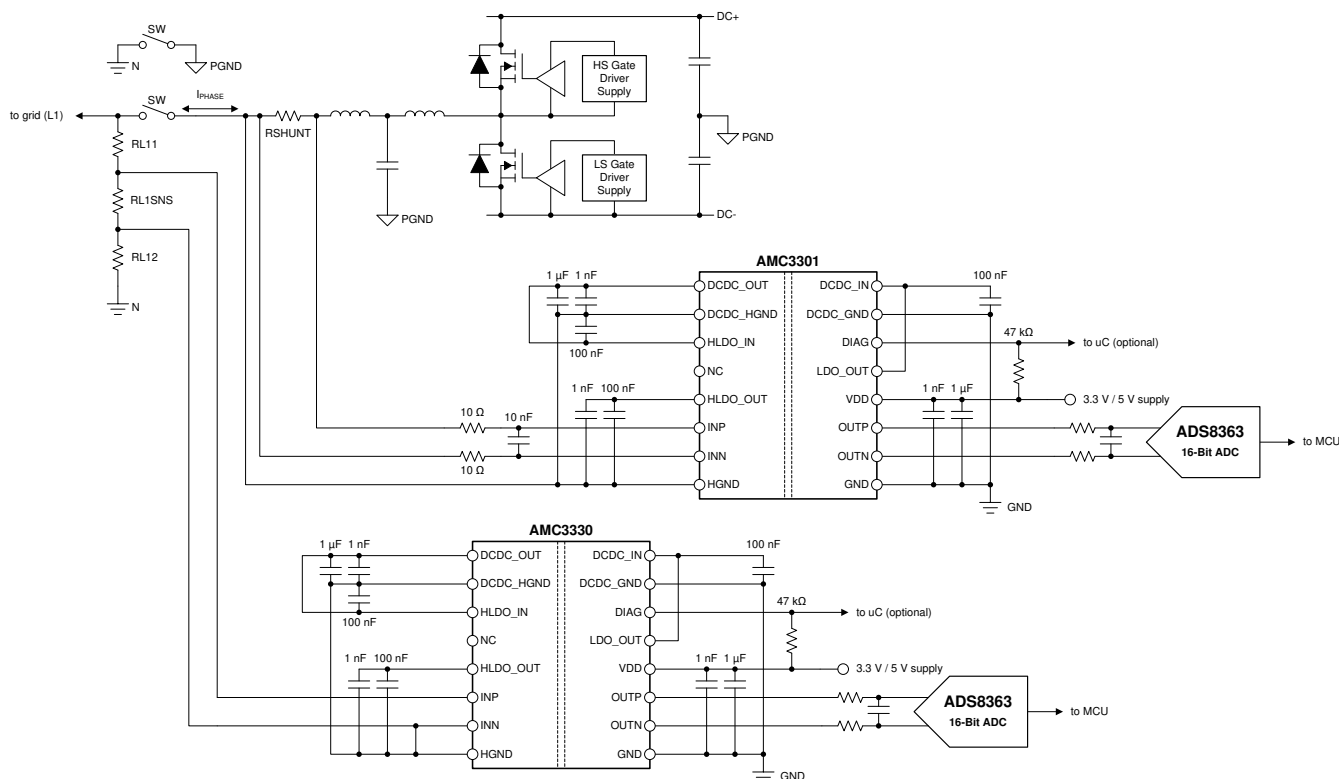 SW
DC+
N
PGND
HS Gate
Driver
Supply
to grid (L1)
SW
IPHASE
RSHUNT
PGND
RL11
LS Gate
Driver
Supply
RL1SNS
PGND
DC-
RL12
N
AMC3301
1 µF
1 nF
100 nF
DCDC_OUT
DCDC_IN
DCDC_HGND
DCDC_GND
47 kΩ
HLDO_IN
DIAG
to uC (optional)
100 nF
NC
LDO_OUT
1 nF
100 nF
1 nF
1 µF
HLDO_OUT
VDD
3.3 V / 5 V supply
10 Ω
10 nF
INP
OUTP
ADS8363
16-Bit ADC
to MCU
10 Ω
INN
OUTN
HGND
GND
GND
AMC3330
1 µF
1 nF
100 nF
DCDC_OUT
DCDC_IN
DCDC_HGND
DCDC_GND
47 kΩ
HLDO_IN
DIAG
to uC (optional)
100 nF
NC
LDO_OUT
1 nF
100 nF
1 nF
1 µF
HLDO_OUT
VDD
3.3 V / 5 V supply
INP
OUTP
ADS8363
16-Bit ADC
to MCU
INN
OUTN
HGND
GND
GND